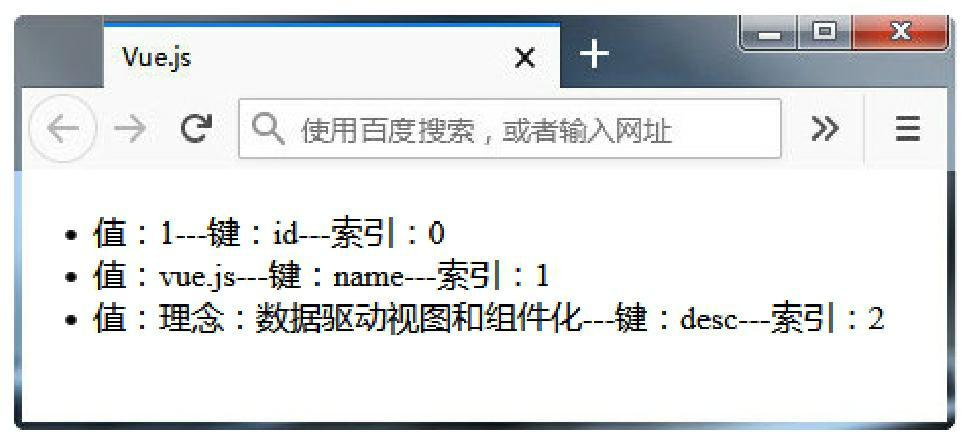 Vue.js
使用百度搜索，或者输入网址
值：1---键：id---索引：0
值：vue.js---键：name---索引：1
值：理念：数据驱动视图和组件化---键：desc---索引：2